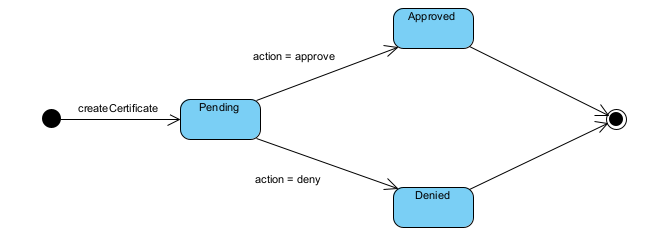 Approved
action = approve
createCertificate
Pending
action = deny
Denied